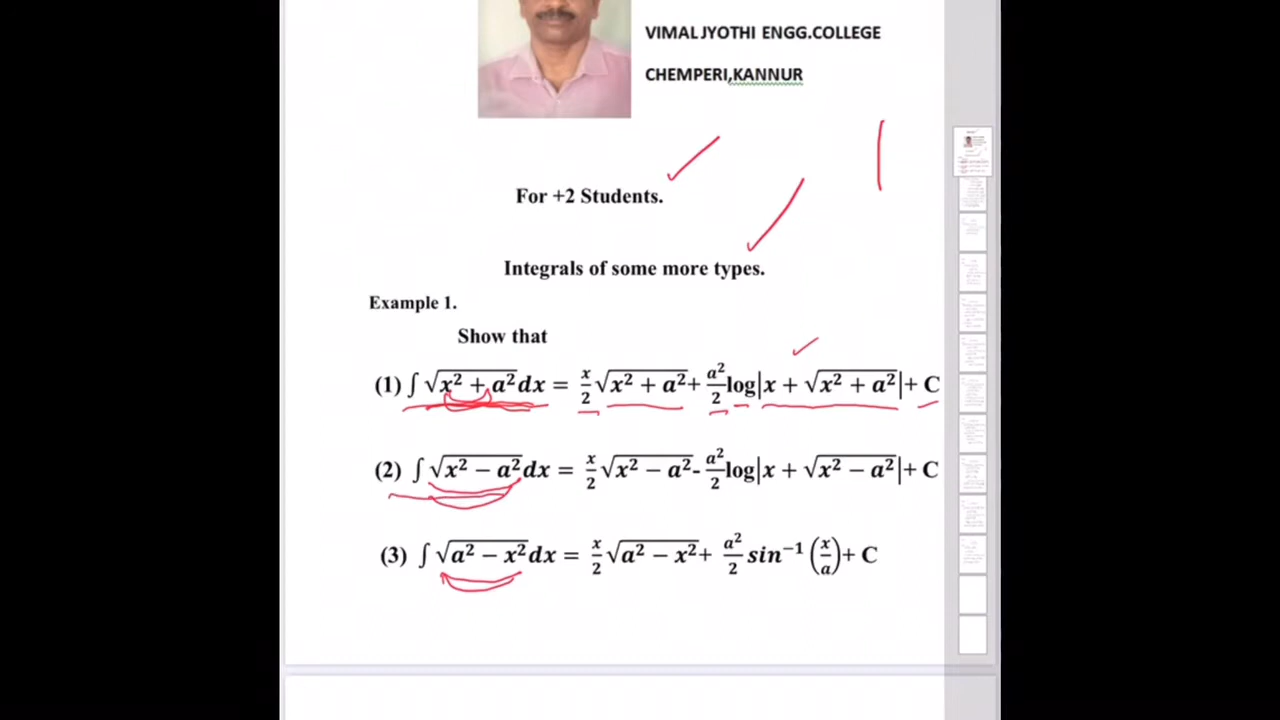 VIMAL JYOTHI ENGG.COLLEGE
CHEMPERI,KANNUR
For +2 Students.
Integrals of some more types.
Example 1.
Show that
(1) ∫ √(x² + a²) dx = x/2 √(x² + a²) + a²/2 log|x + √(x² + a²)| + C
(2) ∫ √(x² − a²) dx = x/2 √(x² − a²) - a²/2 log|x + √(x² − a²)| + C
(3) ∫ √(a² − x²) dx = x/2 √(a² − x²) + a²/2 sin⁻¹ (x/a) + C